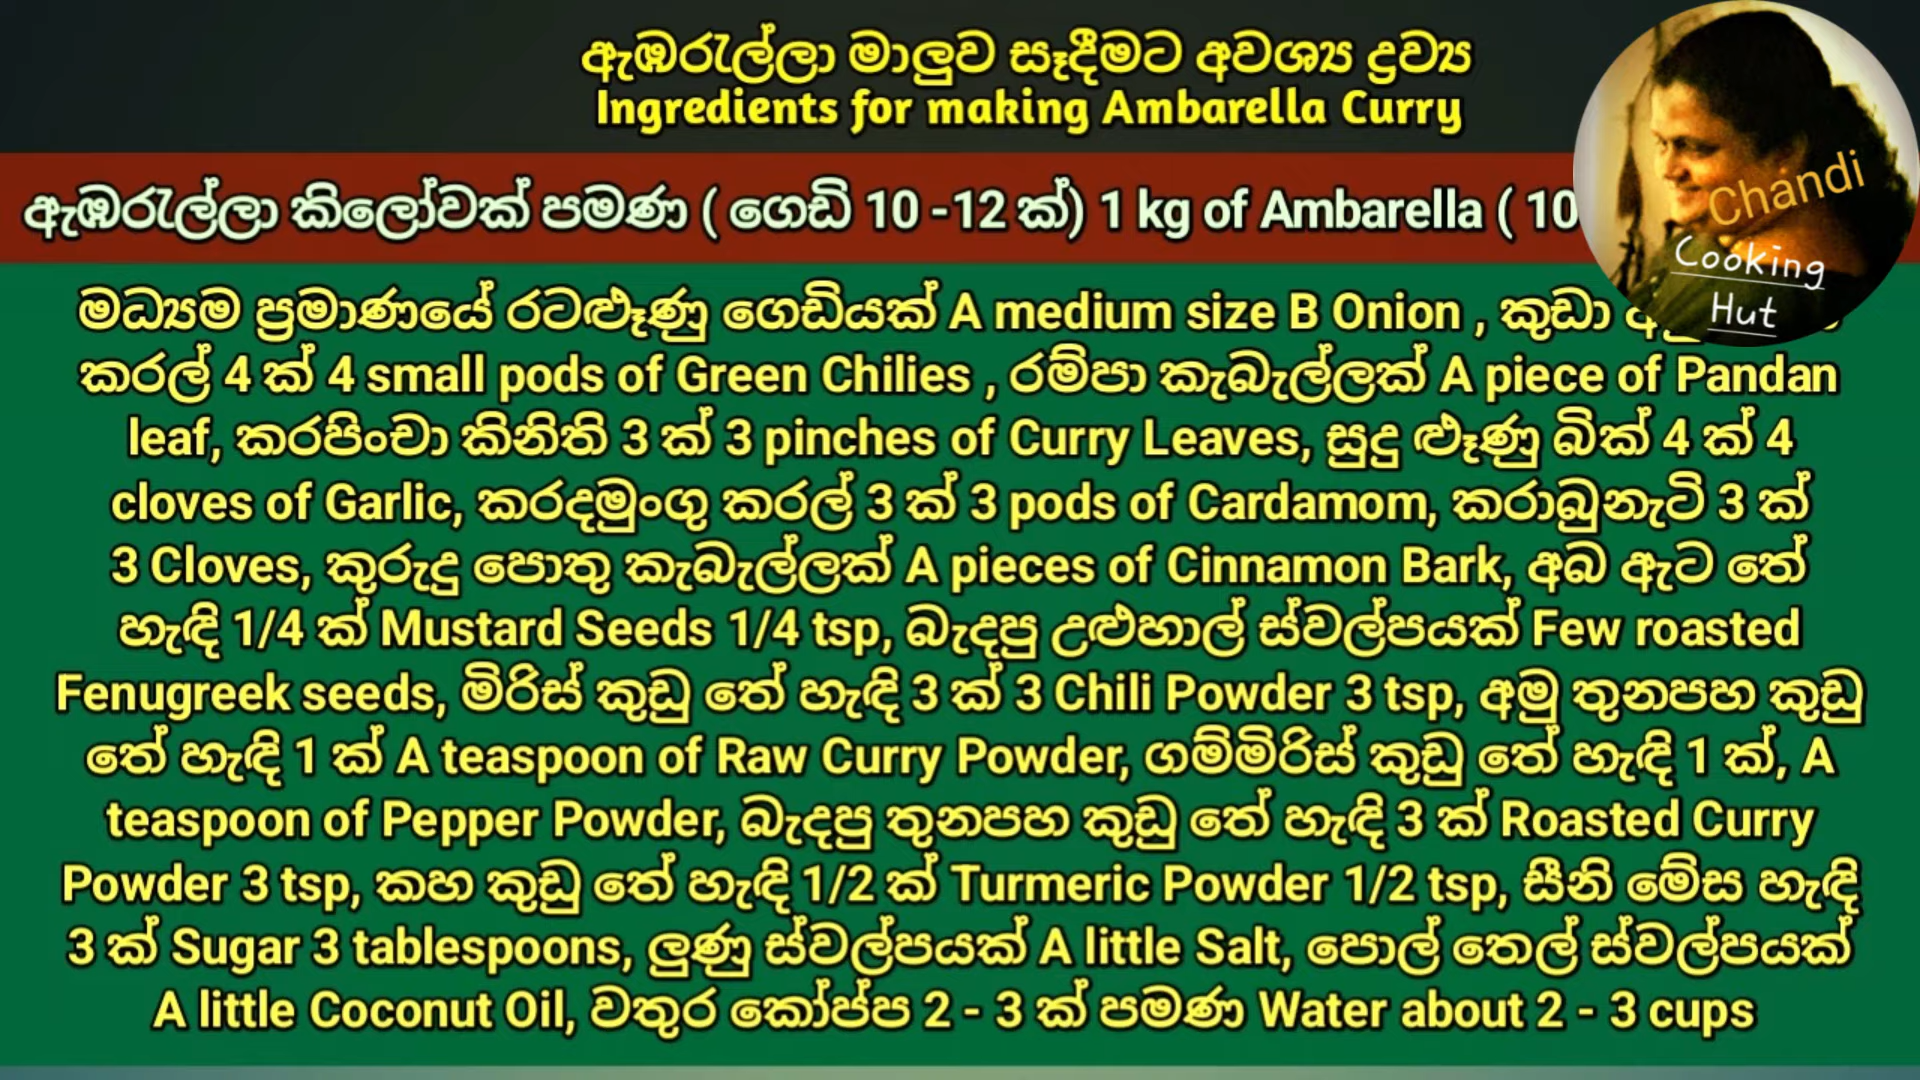 ඇඹරැල්ලා මාලුව සෑදීමට අවශ්‍ය ද්‍රව්‍ය
Ingredients for making Ambarella Curry
ඇඹරැල්ලා කිලෝවක් පමණ ( ගෙඩි 10 -12 ක්) 1 kg of Ambarella ( 10
Chandi
Cooking
Hut
මධ්‍යම ප්‍රමාණයේ රටළූණු ගෙඩියක් A medium size B Onion , කුඩා
කරල් 4 ක් 4 small pods of Green Chilies , රම්පා කැබැල්ලක් A piece of Pandan
leaf, කරපිංචා කිනිති 3 ක් 3 pinches of Curry Leaves, සුදු ළූණු බික් 4 ක් 4
cloves of Garlic, කරදමුංගු කරල් 3 ක් 3 pods of Cardamom, කරාබුනැටි 3 ක්
3 Cloves, කුරුදු පොතු කැබැල්ලක් A pieces of Cinnamon Bark, අබ ඇට තේ
හැඳි 1/4 ක් Mustard Seeds 1/4 tsp, බැදපු උළුහාල් ස්වල්පයක් Few roasted
Fenugreek seeds, මිරිස් කුඩු තේ හැඳි 3 ක් 3 Chili Powder 3 tsp, අමු තුනපහ කුඩු
තේ හැඳි 1 ක් A teaspoon of Raw Curry Powder, ගම්මිරිස් කුඩු තේ හැඳි 1 ක්, A
teaspoon of Pepper Powder, බැදපු තුනපහ කුඩු තේ හැඳි 3 ක් Roasted Curry
Powder 3 tsp, කහ කුඩු තේ හැඳි 1/2 ක් Turmeric Powder 1/2 tsp, සීනි මේස හැඳි
3 ක් Sugar 3 tablespoons, ලුණු ස්වල්පයක් A little Salt, පොල් තෙල් ස්වල්පයක්
A little Coconut Oil, වතුර කෝප්ප 2 - 3 ක් පමණ Water about 2 - 3 cups